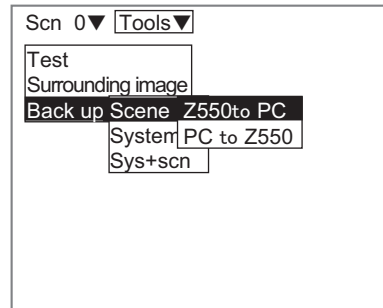 Scn 0▼ Tools▼
Test
Surrounding image
Back up Scene Z550to PC
System PC to Z550
Sys+scn